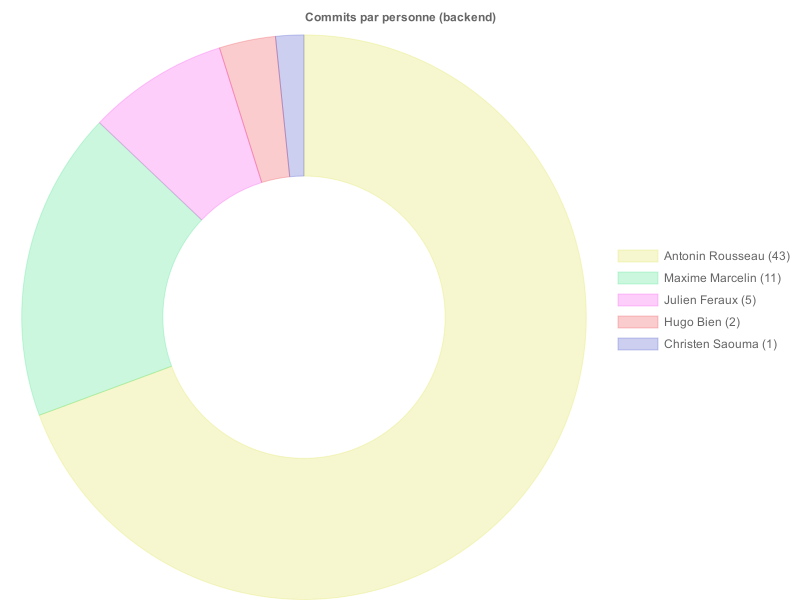 Commits par personne (backend)
Antonin Rousseau (43)
Maxime Marcelin (11)
Julien Feraux (5)
Hugo Bien (2)
Christen Saouma (1)